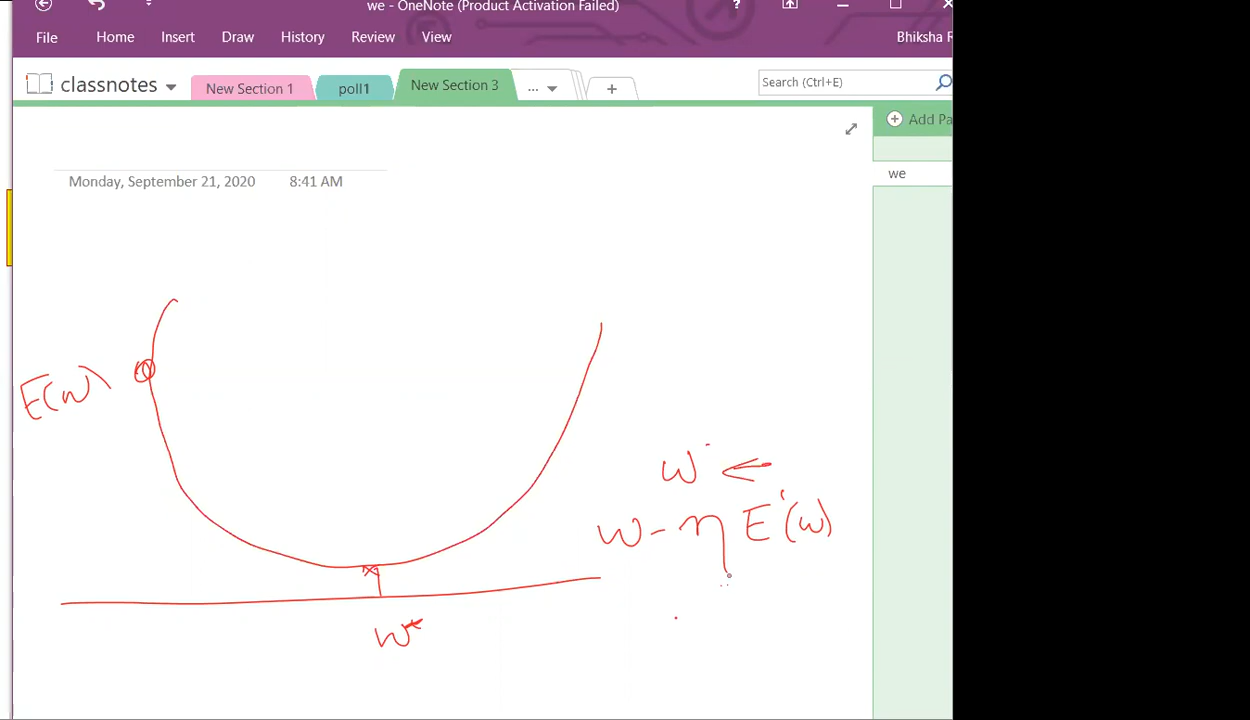 we - OneNote (Product Activation Failed)
File Home Insert Draw History Review View
classnotes New Section 1 poll1 New Section 3 ... + Search (Ctrl+E)
Add Pa
we
Monday, September 21, 2020 8:41 AM
E(w)
w ←
w - η E'(w)
w*